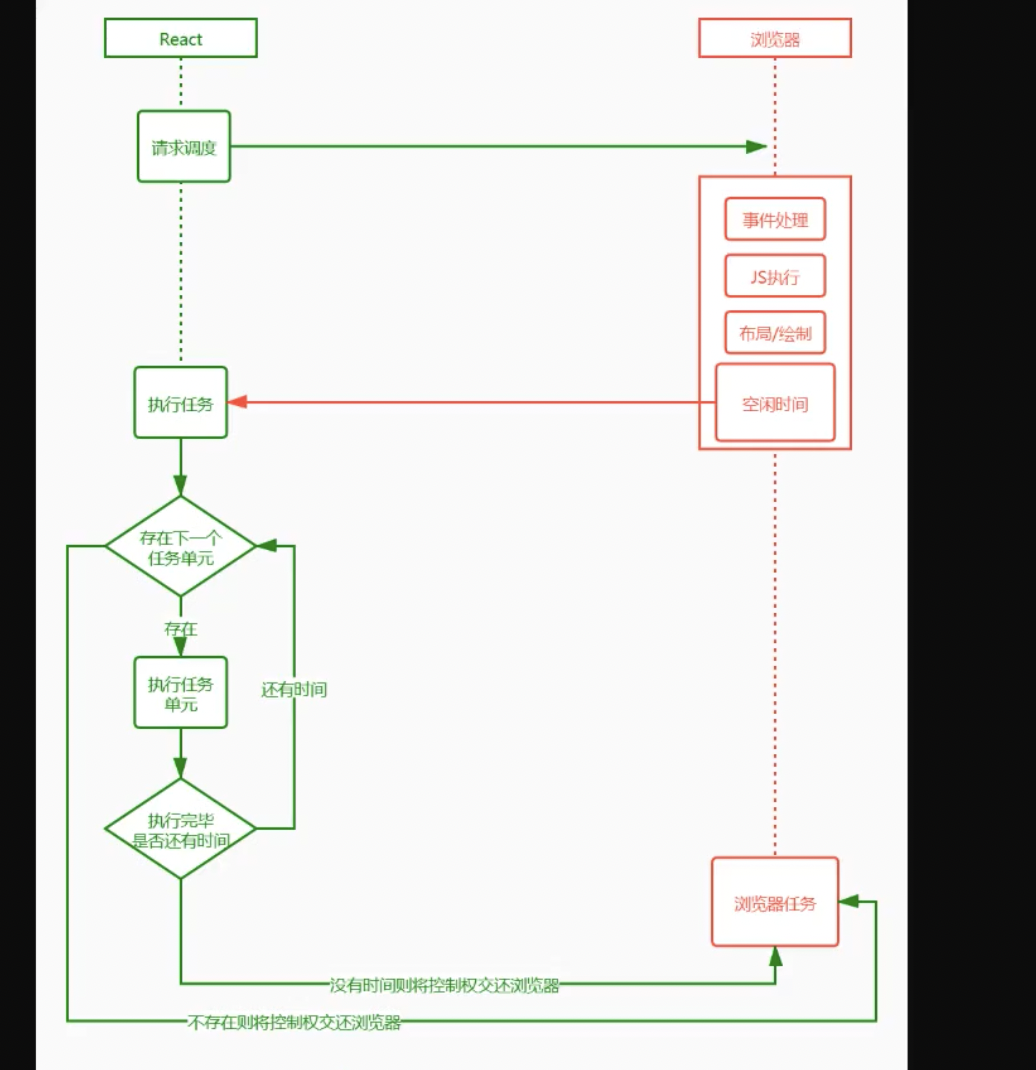 React
浏览器
请求调度
事件处理
JS执行
布局/绘制
执行任务
空闲时间
存在下一个
任务单元
存在
执行任务
单元
还有时间
执行完毕
是否还有时间
浏览器任务
没有时间则将控制权交还浏览器
不存在则将控制权交还浏览器